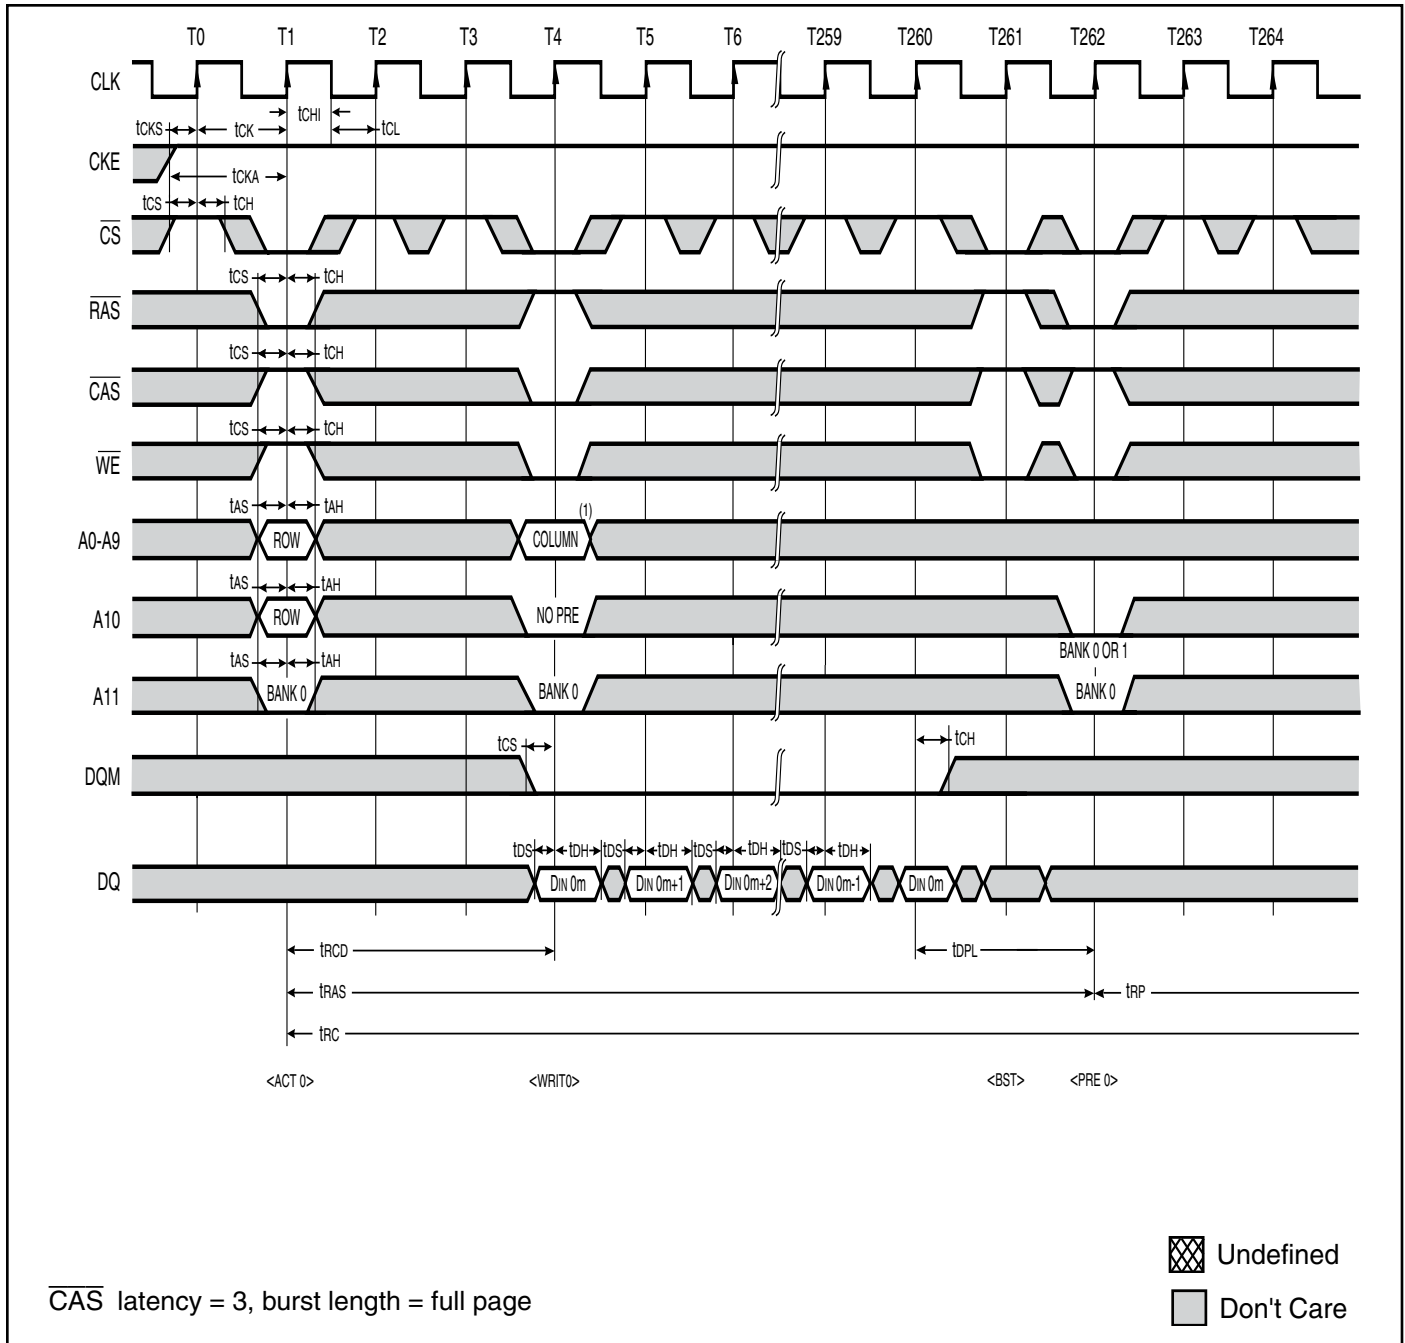 T0 T1 T2 T3 T4 T5 T6 T259 T260 T261 T262 T263 T264
CLK
tCHI
tCKS tCK tCL
CKE
tCKA
tCS tCH
CS
tCS tCH
RAS
tCS tCH
CAS
tCS tCH
WE
tAS tAH (1)
A0-A9 ROW COLUMN
tAS tAH
A10 ROW NO PRE
BANK 0 OR 1
tAS tAH
A11 BANK 0 BANK 0 BANK 0
tCS tCH
DQM
tDS tDH tDS tDH tDS tDH tDS tDH
DQ DIN 0m DIN 0m+1 DIN 0m+2 DIN 0m-1 DIN 0m
tRCD tDPL
tRAS tRP
tRC
<ACT 0> <WRIT0> <BST> <PRE 0>
Undefined
CAS latency = 3, burst length = full page
Don't Care